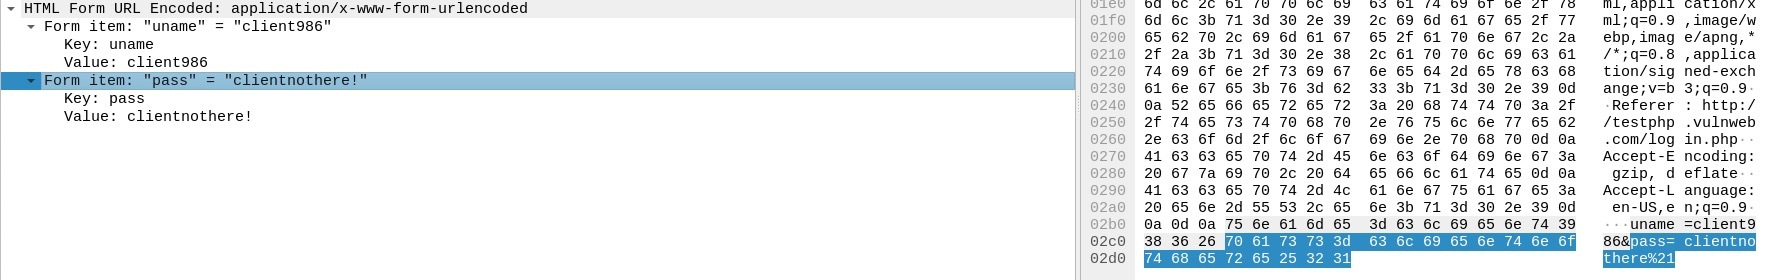 HTML Form URL Encoded: application/x-www-form-urlencoded
Form item: "uname" = "client986"
Key: uname
Value: client986
Form item: "pass" = "clientnothere!"
Key: pass
Value: clientnothere!
01e0 6d 6c 2c 61 70 70 6c 69 63 61 74 69 6f 6e 2f 78 ml,appli cation/x
01f0 6d 6c 3b 71 3d 30 2e 39 2c 69 6d 61 67 65 2f 77 ml;q=0.9 ,image/w
0200 65 62 70 2c 69 6d 61 67 65 2f 61 70 6e 67 2c 2a ebp,imag e/apng,*
0210 2f 2a 3b 71 3d 30 2e 38 2c 61 70 70 6c 69 63 61 /*;q=0.8 ,applica
0220 74 69 6f 6e 2f 73 69 67 6e 65 64 2d 65 78 63 68 tion/sig ned-exch
0230 61 6e 67 65 3b 76 3d 62 33 3b 71 3d 30 2e 39 0d ange;v=b 3;q=0.9·
0240 0a 52 65 66 65 72 65 72 3a 20 68 74 74 70 3a 2f ·Referer : http:/
0250 2f 74 65 73 74 70 68 70 2e 76 75 6c 6e 77 65 62 /testphp .vulnweb
0260 2e 63 6f 6d 2f 6c 6f 67 69 6e 2e 70 68 70 0d 0a .com/log in.php··
0270 41 63 63 65 70 74 2d 45 6e 63 6f 64 69 6e 67 3a Accept-E ncoding:
0280 20 67 7a 69 70 2c 20 64 65 66 6c 61 74 65 0d 0a gzip, d eflate··
0290 41 63 63 65 70 74 2d 4c 61 6e 67 75 61 67 65 3a Accept-L anguage:
02a0 20 65 6e 2d 55 53 2c 65 6e 3b 71 3d 30 2e 39 0d en-US,e n;q=0.9·
02b0 0a 0d 0a 75 6e 61 6d 65 3d 63 6c 69 65 6e 74 39 ···uname =client9
02c0 38 36 26 70 61 73 73 3d 63 6c 69 65 6e 74 6e 6f 86&pass= clientno
02d0 74 68 65 72 65 25 32 31 there%21